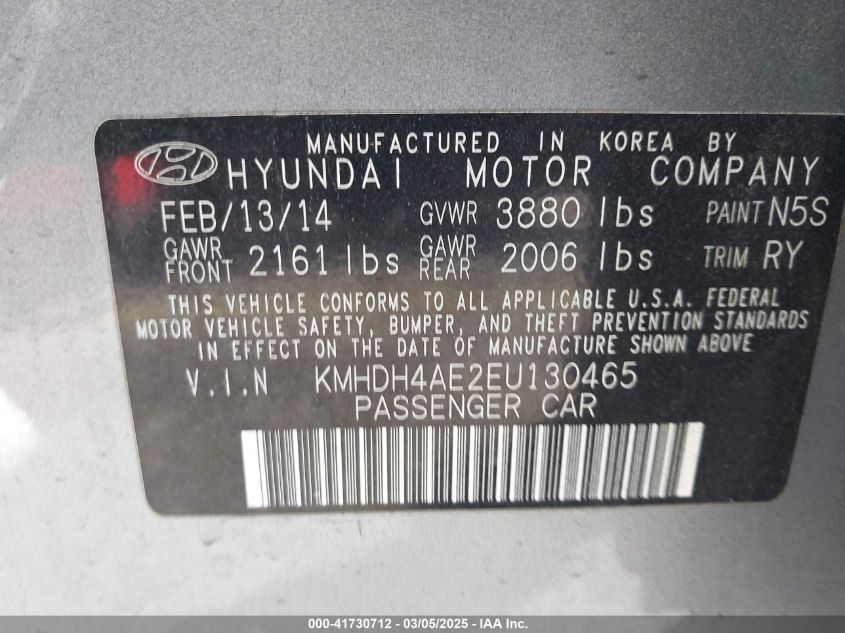 MANUFACTURED IN KOREA BY
HYUNDAI MOTOR COMPANY
FEB/13/14 GVWR 3880 lbs PAINT N5S
GAWR FRONT 2161 lbs GAWR REAR 2006 lbs TRIM RY
THIS VEHICLE CONFORMS TO ALL APPLICABLE U.S.A. FEDERAL
MOTOR VEHICLE SAFETY, BUMPER, AND THEFT PREVENTION STANDARDS
IN EFFECT ON THE DATE OF MANUFACTURE SHOWN ABOVE
V.I.N KMHDH4AE2EU130465
PASSENGER CAR
000-41730712 - 03/05/2025 - IAA Inc.